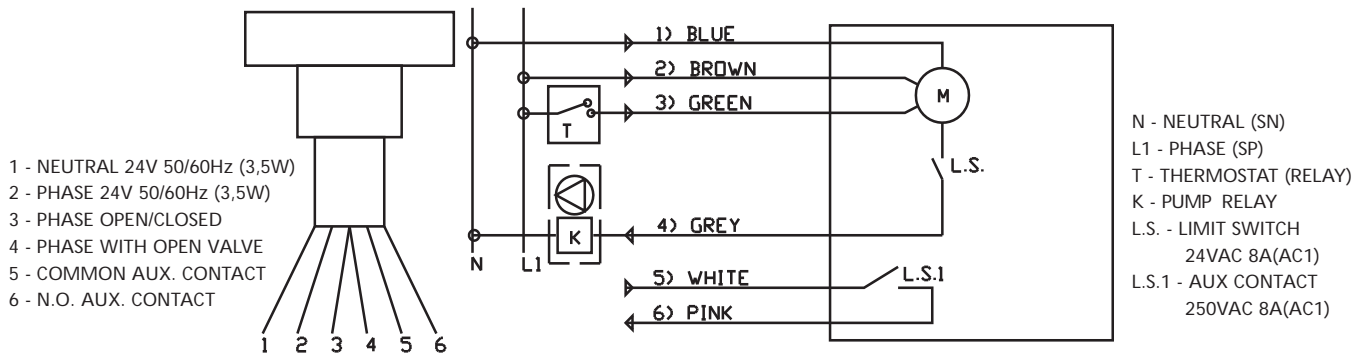 1 - NEUTRAL 24V 50/60Hz (3,5W)
2 - PHASE 24V 50/60Hz (3,5W)
3 - PHASE OPEN/CLOSED
4 - PHASE WITH OPEN VALVE
5 - COMMON AUX. CONTACT
6 - N.O. AUX. CONTACT
1 2 3 4 5 6
1) BLUE
2) BROWN
3) GREEN
T
M
L.S.
4) GREY
K
N L1
5) WHITE
L.S.1
6) PINK
N - NEUTRAL (SN)
L1 - PHASE (SP)
T - THERMOSTAT (RELAY)
K - PUMP RELAY
L.S. - LIMIT SWITCH
24VAC 8A(AC1)
L.S.1 - AUX CONTACT
250VAC 8A(AC1)